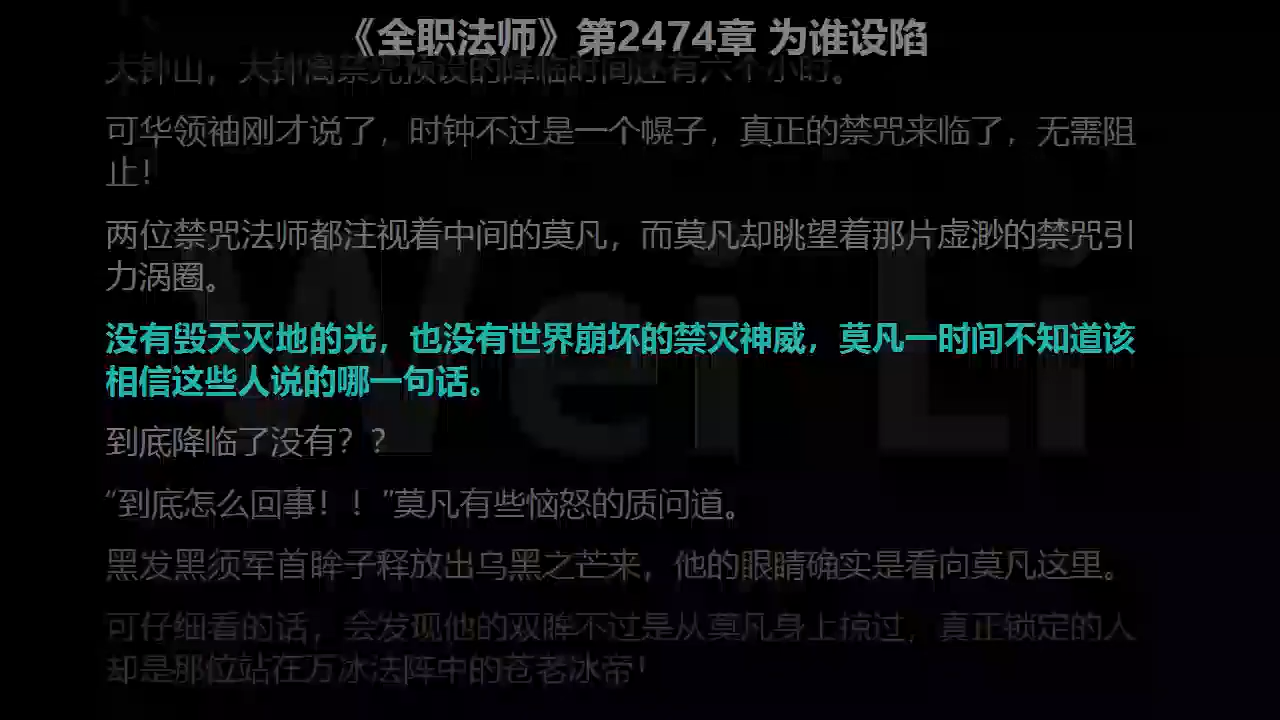 《全职法师》第2474章 为谁设陷
大钟山，大钟离禁咒预设的降临时间还有六个小时。
可华领袖刚才说了，时钟不过是一个幌子，真正的禁咒来临了，无需阻
止！
两位禁咒法师都注视着中间的莫凡，而莫凡却眺望着那片虚渺的禁咒引
力涡圈。
没有毁天灭地的光，也没有世界崩坏的禁灭神威，莫凡一时间不知道该
相信这些人说的哪一句话。
到底降临了没有？？
“到底怎么回事！！”莫凡有些恼怒的质问道。
黑发黑须军首眸子释放出乌黑之芒来，他的眼睛确实是看向莫凡这里。
可仔细看的话，会发现他的双眸不过是从莫凡身上掠过，真正锁定的人
却是那位站在万冰法阵中的苍老冰帝！
Wei Li